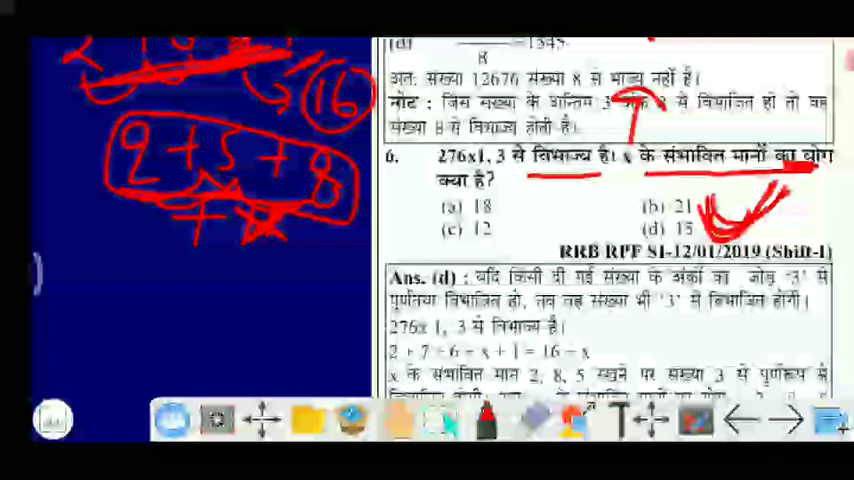 (d) 8 =1545
अतः संख्या 12676 संख्या 8 से भाज्य नहीं है।
नोट : जिस संख्या के अन्तिम 3 अंक 8 से विभाजित हो तो वह
संख्या 8 से विभाज्य होती है।
6. 276x1, 3 से विभाज्य है। x के संभावित मानों का योग
क्या है?
(a) 18 (b) 21
(c) 12 (d) 15
RRB RPF SI-12/01/2019 (Shift-I)
Ans. (d) : यदि किसी दी गई संख्या के अंकों का जोड़ '3' से
पूर्णतया विभाजित हो, तब वह संख्या भी '3' से विभाजित होगी।
276x1, 3 से विभाज्य है।
2 + 7 + 6 + x + 1 = 16 + x
x के संभावित मान 2, 8, 5 रखने पर संख्या 3 से पूर्णरूप से
16
2+3+8
T